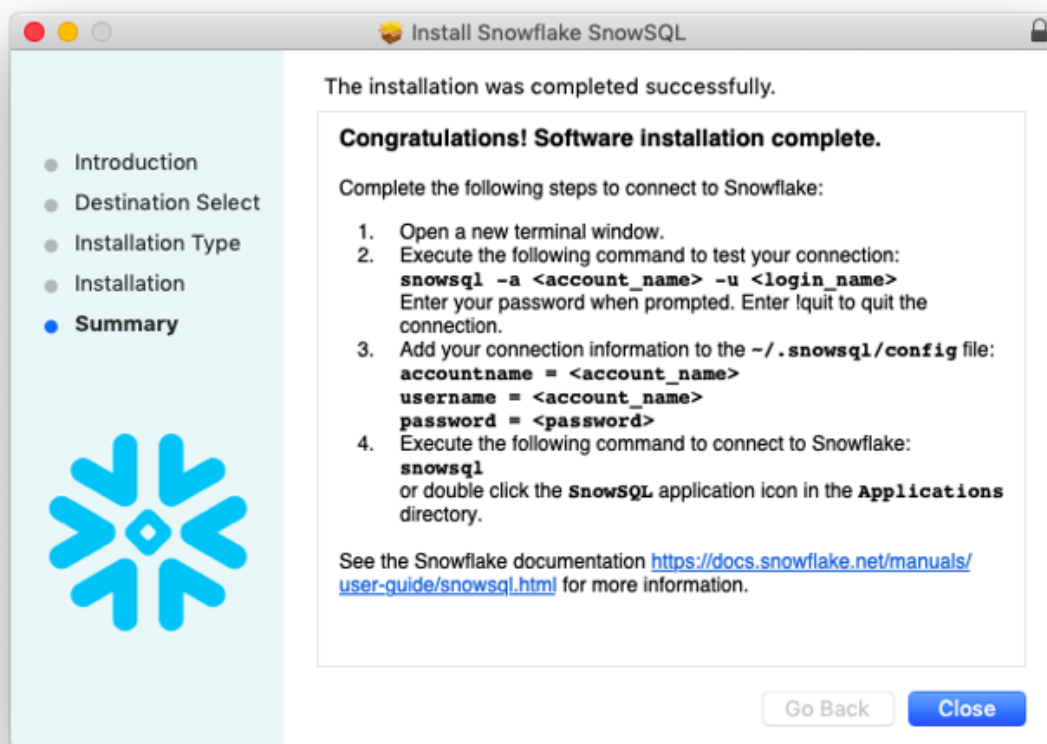 Install Snowflake SnowSQL
The installation was completed successfully.
Introduction
Destination Select
Installation Type
Installation
Summary
Congratulations! Software installation complete.
Complete the following steps to connect to Snowflake:
1. Open a new terminal window.
2. Execute the following command to test your connection:
snowsql -a <account_name> -u <login_name>
Enter your password when prompted. Enter !quit to quit the
connection.
3. Add your connection information to the ~/.snowsql/config file:
accountname = <account_name>
username = <account_name>
password = <password>
4. Execute the following command to connect to Snowflake:
snowsql
or double click the SnowSQL application icon in the Applications
directory.
See the Snowflake documentation https://docs.snowflake.net/manuals/
user-guide/snowsql.html for more information.
Go Back
Close